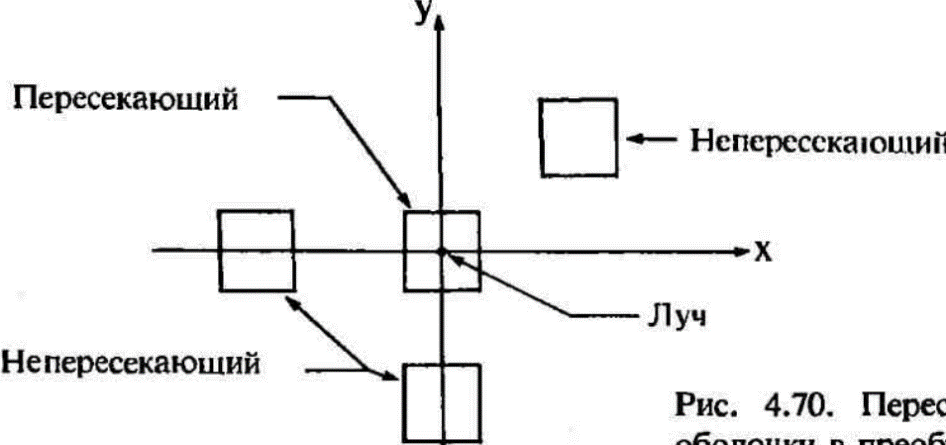 y
Пересекающий
Непересекающий
x
Луч
Непересекающий
Рис. 4.70. Перес
оболочки в преоб